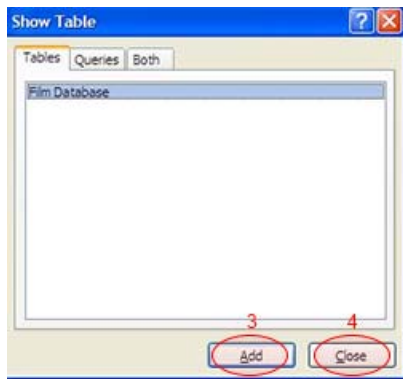 Show Table
Tables Queries Both
Film Database
3 4
Add Close